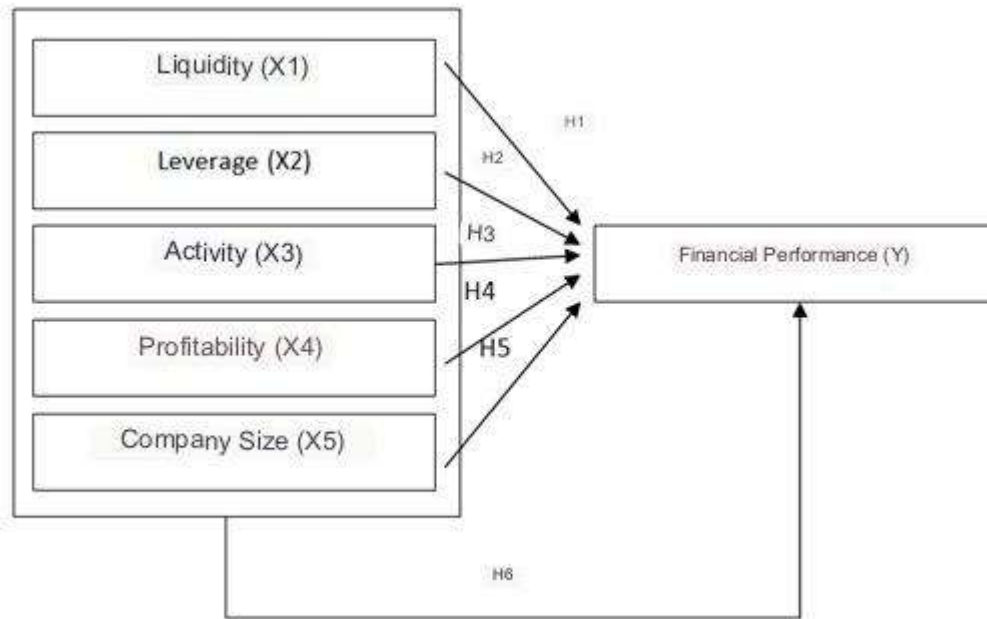 Liquidity (X1)
H1
Leverage (X2)
H2
Activity (X3)
H3
Financial Performance (Y)
H4
Profitability (X4)
H5
Company Size (X5)
H6